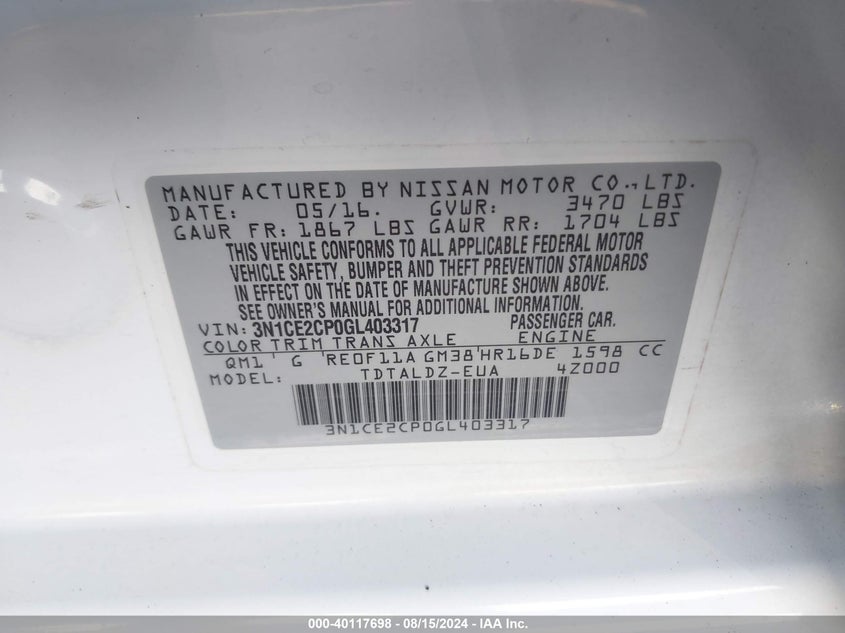 MANUFACTURED BY NISSAN MOTOR CO.,LTD.
DATE: 05/16. GVWR: 3470 LBS
GAWR FR: 1867 LBS GAWR RR: 1704 LBS
THIS VEHICLE CONFORMS TO ALL APPLICABLE FEDERAL MOTOR
VEHICLE SAFETY, BUMPER AND THEFT PREVENTION STANDARDS
IN EFFECT ON THE DATE OF MANUFACTURE SHOWN ABOVE.
SEE OWNER'S MANUAL FOR ADDITIONAL INFORMATION.
VIN: 3N1CE2CP0GL403317 PASSENGER CAR.
COLOR TRIM TRANS AXLE ENGINE
QM1 ' G 'RE0F11A GM38'HR16DE 1598 CC
MODEL: TDTALDZ-EUA 4Z000
3N1CE2CP0GL403317
000-40117698 - 08/15/2024 - IAA Inc.